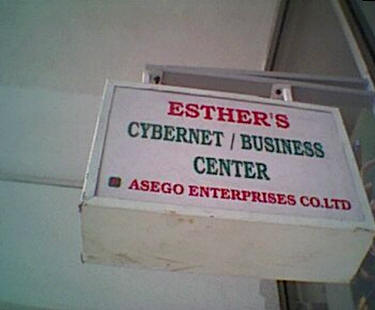 ESTHER'S
CYBERNET / BUSINESS
CENTER
ASEGO ENTERPRISES CO.LTD